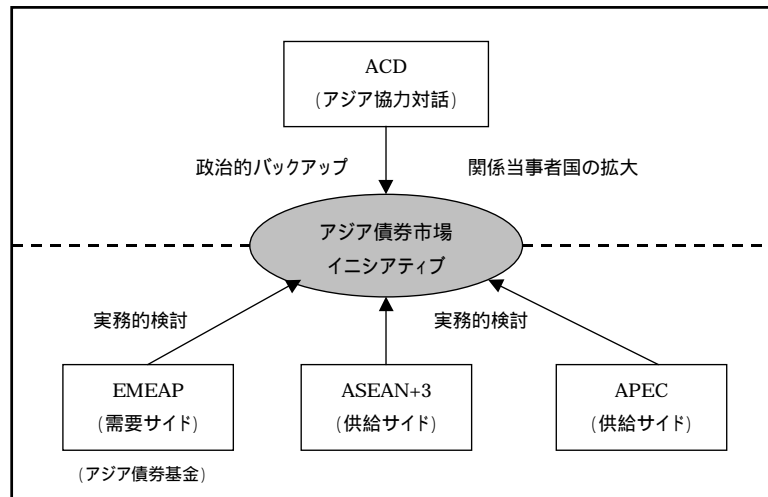 ACD
(アジア協力対話)
政治的バックアップ
関係当事者国の拡大
アジア債券市場
イニシアティブ
実務的検討
実務的検討
EMEAP
(需要サイド)
ASEAN+3
(供給サイド)
APEC
(供給サイド)
(アジア債券基金)